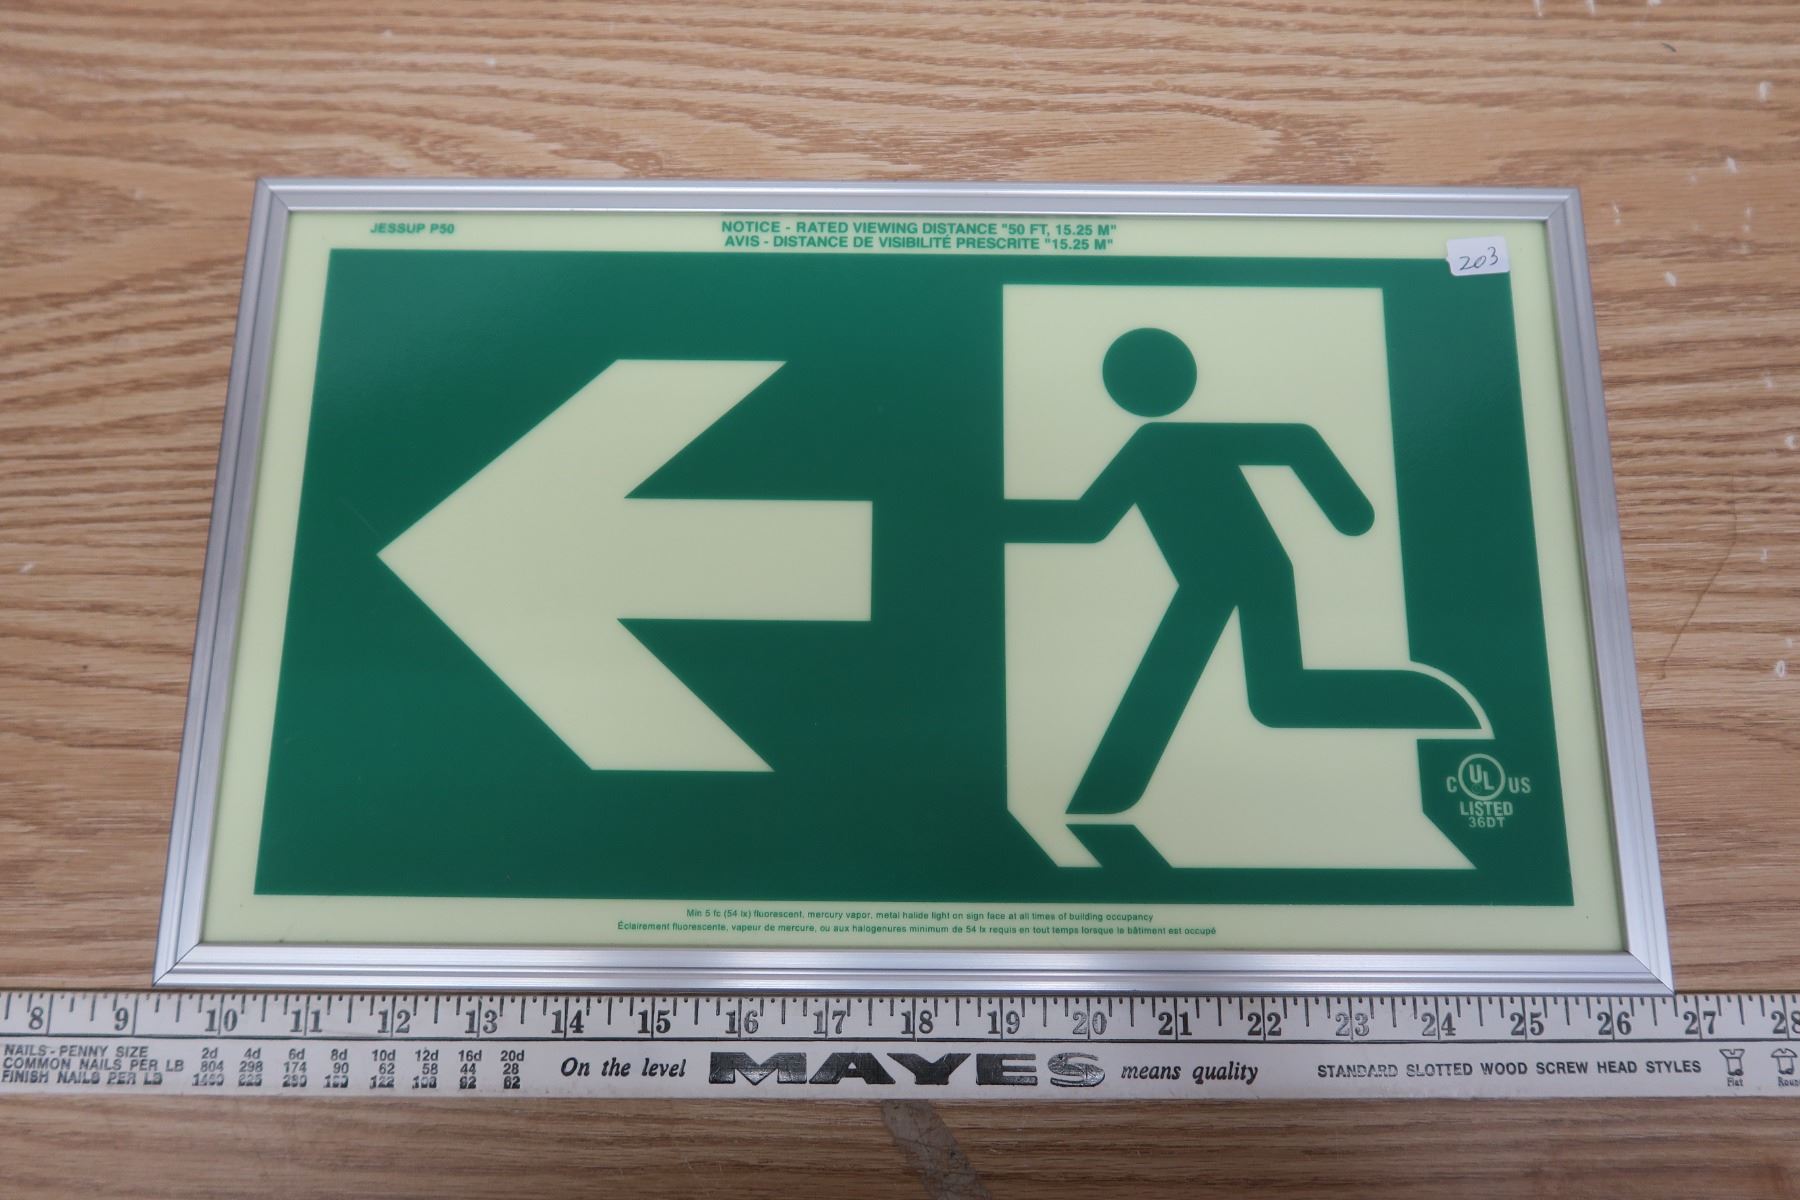 JESSUP P50
NOTICE - RATED VIEWING DISTANCE "50 FT, 15.25 M"
AVIS - DISTANCE DE VISIBILITÉ PRESCRITE "15.25 M"
203
C UL US
LISTED
36DT
Min 5 fc (54 lx) fluorescent, mercury vapor, metal halide light on sign face at all times of building occupancy
Éclairement fluorescente, vapeur de mercure, ou aux halogenures minimum de 54 lx requis en tout temps lorsque le bâtiment est occupé
8 9 10 11 12 13 14 15 16 17 18 19 20 21 22 23 24 25 26 27 28
NAILS - PENNY SIZE 2d 4d 6d 8d 10d 12d 16d 20d
COMMON NAILS PER LB 804 298 174 90 62 58 44 28
FINISH NAILS PER LB 122 62
On the level MAYES means quality
STANDARD SLOTTED WOOD SCREW HEAD STYLES
Flat